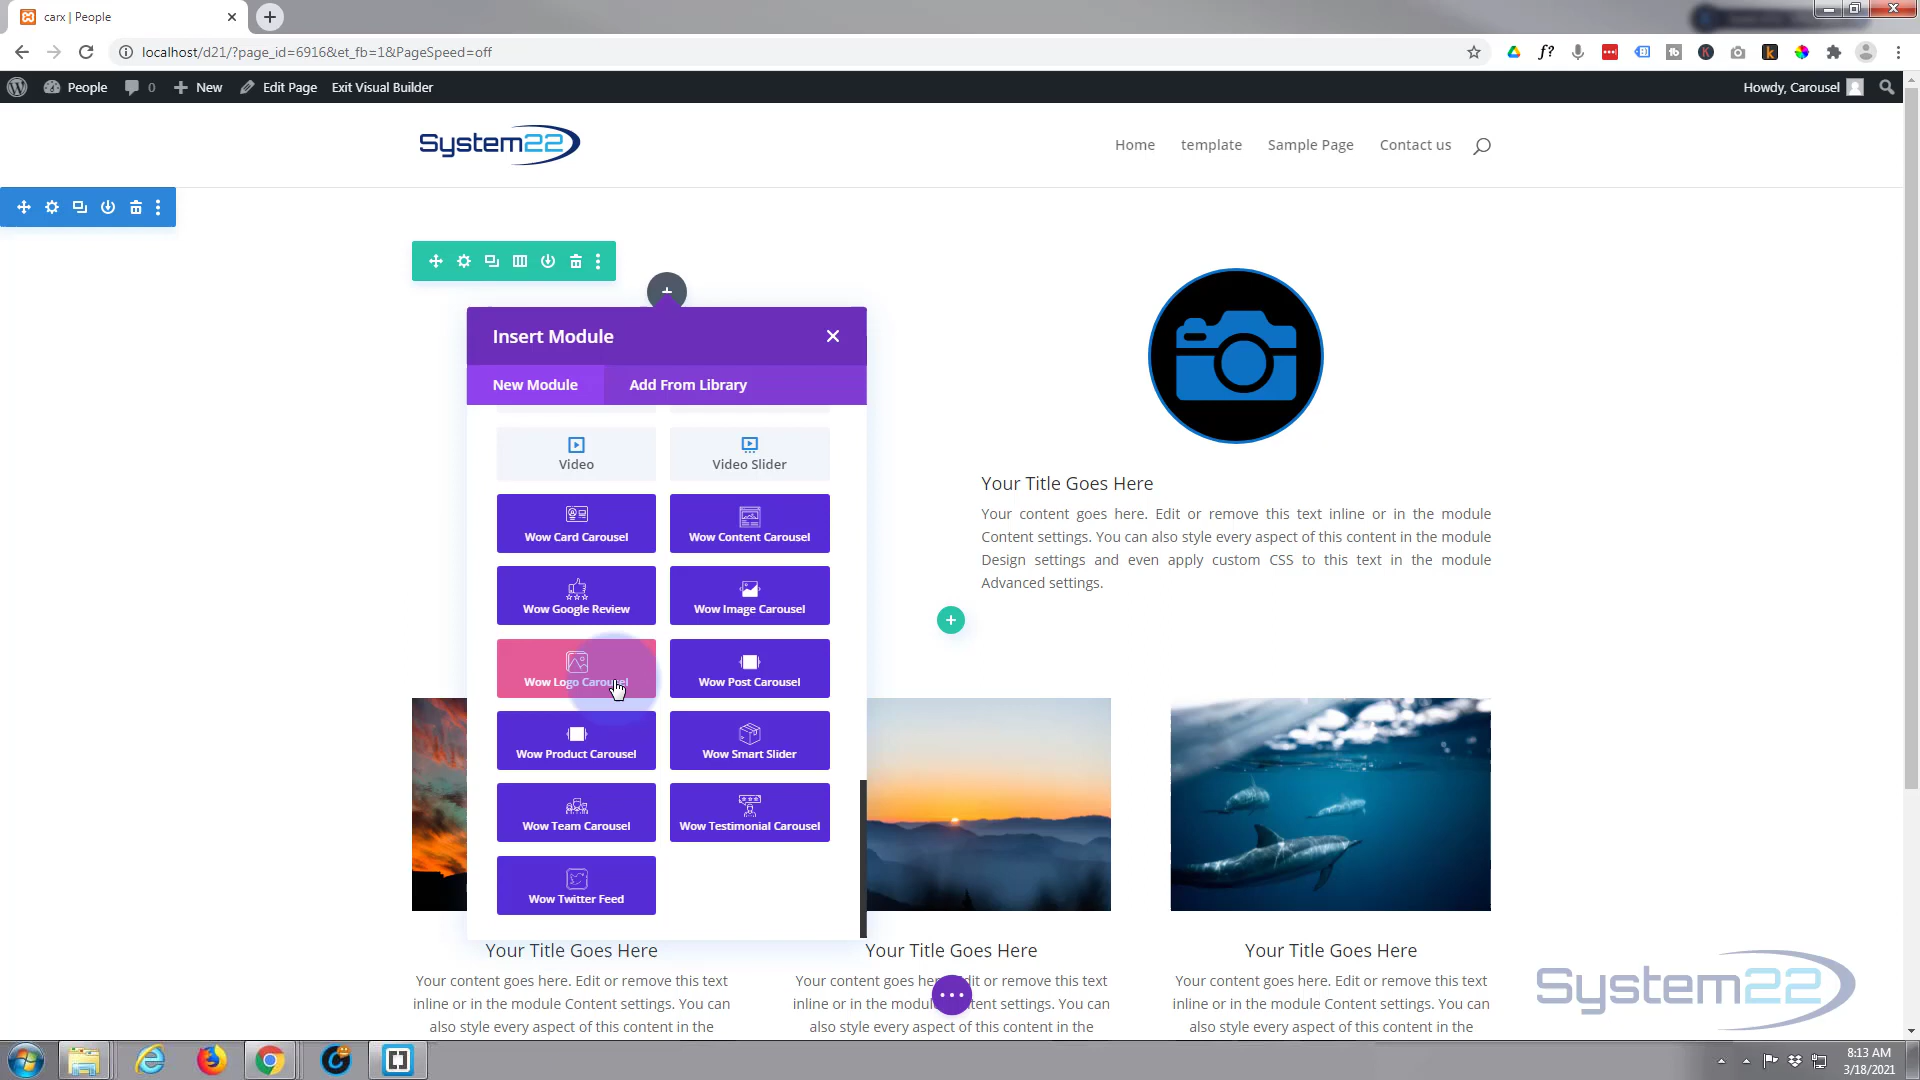 carx | People
localhost/d21/?page_id=6916&et_fb=1&PageSpeed=off
People
0
New
Edit Page
Exit Visual Builder
Howdy, Carousel
System22
Home
template
Sample Page
Contact us
Insert Module
New Module
Add From Library
Video
Video Slider
Wow Card Carousel
Wow Content Carousel
Wow Google Review
Wow Image Carousel
Wow Logo Carousel
Wow Post Carousel
Wow Product Carousel
Wow Smart Slider
Wow Team Carousel
Wow Testimonial Carousel
Wow Twitter Feed
Your Title Goes Here
Your content goes here. Edit or remove this text inline or in the module
Content settings. You can also style every aspect of this content in the module
Design settings and even apply custom CSS to this text in the module
Advanced settings.
Your Title Goes Here
Your content goes here. Edit or remove this text
inline or in the module Content settings. You can
also style every aspect of this content in the
Your Title Goes Here
Your content goes here. Edit or remove this text
inline or in the module Content settings. You can
also style every aspect of this content in the
Your Title Goes Here
Your content goes here. Edit or remove this text
inline or in the module Content settings. You can
also style every aspect of this content in the
System22
8:13 AM
3/18/2021